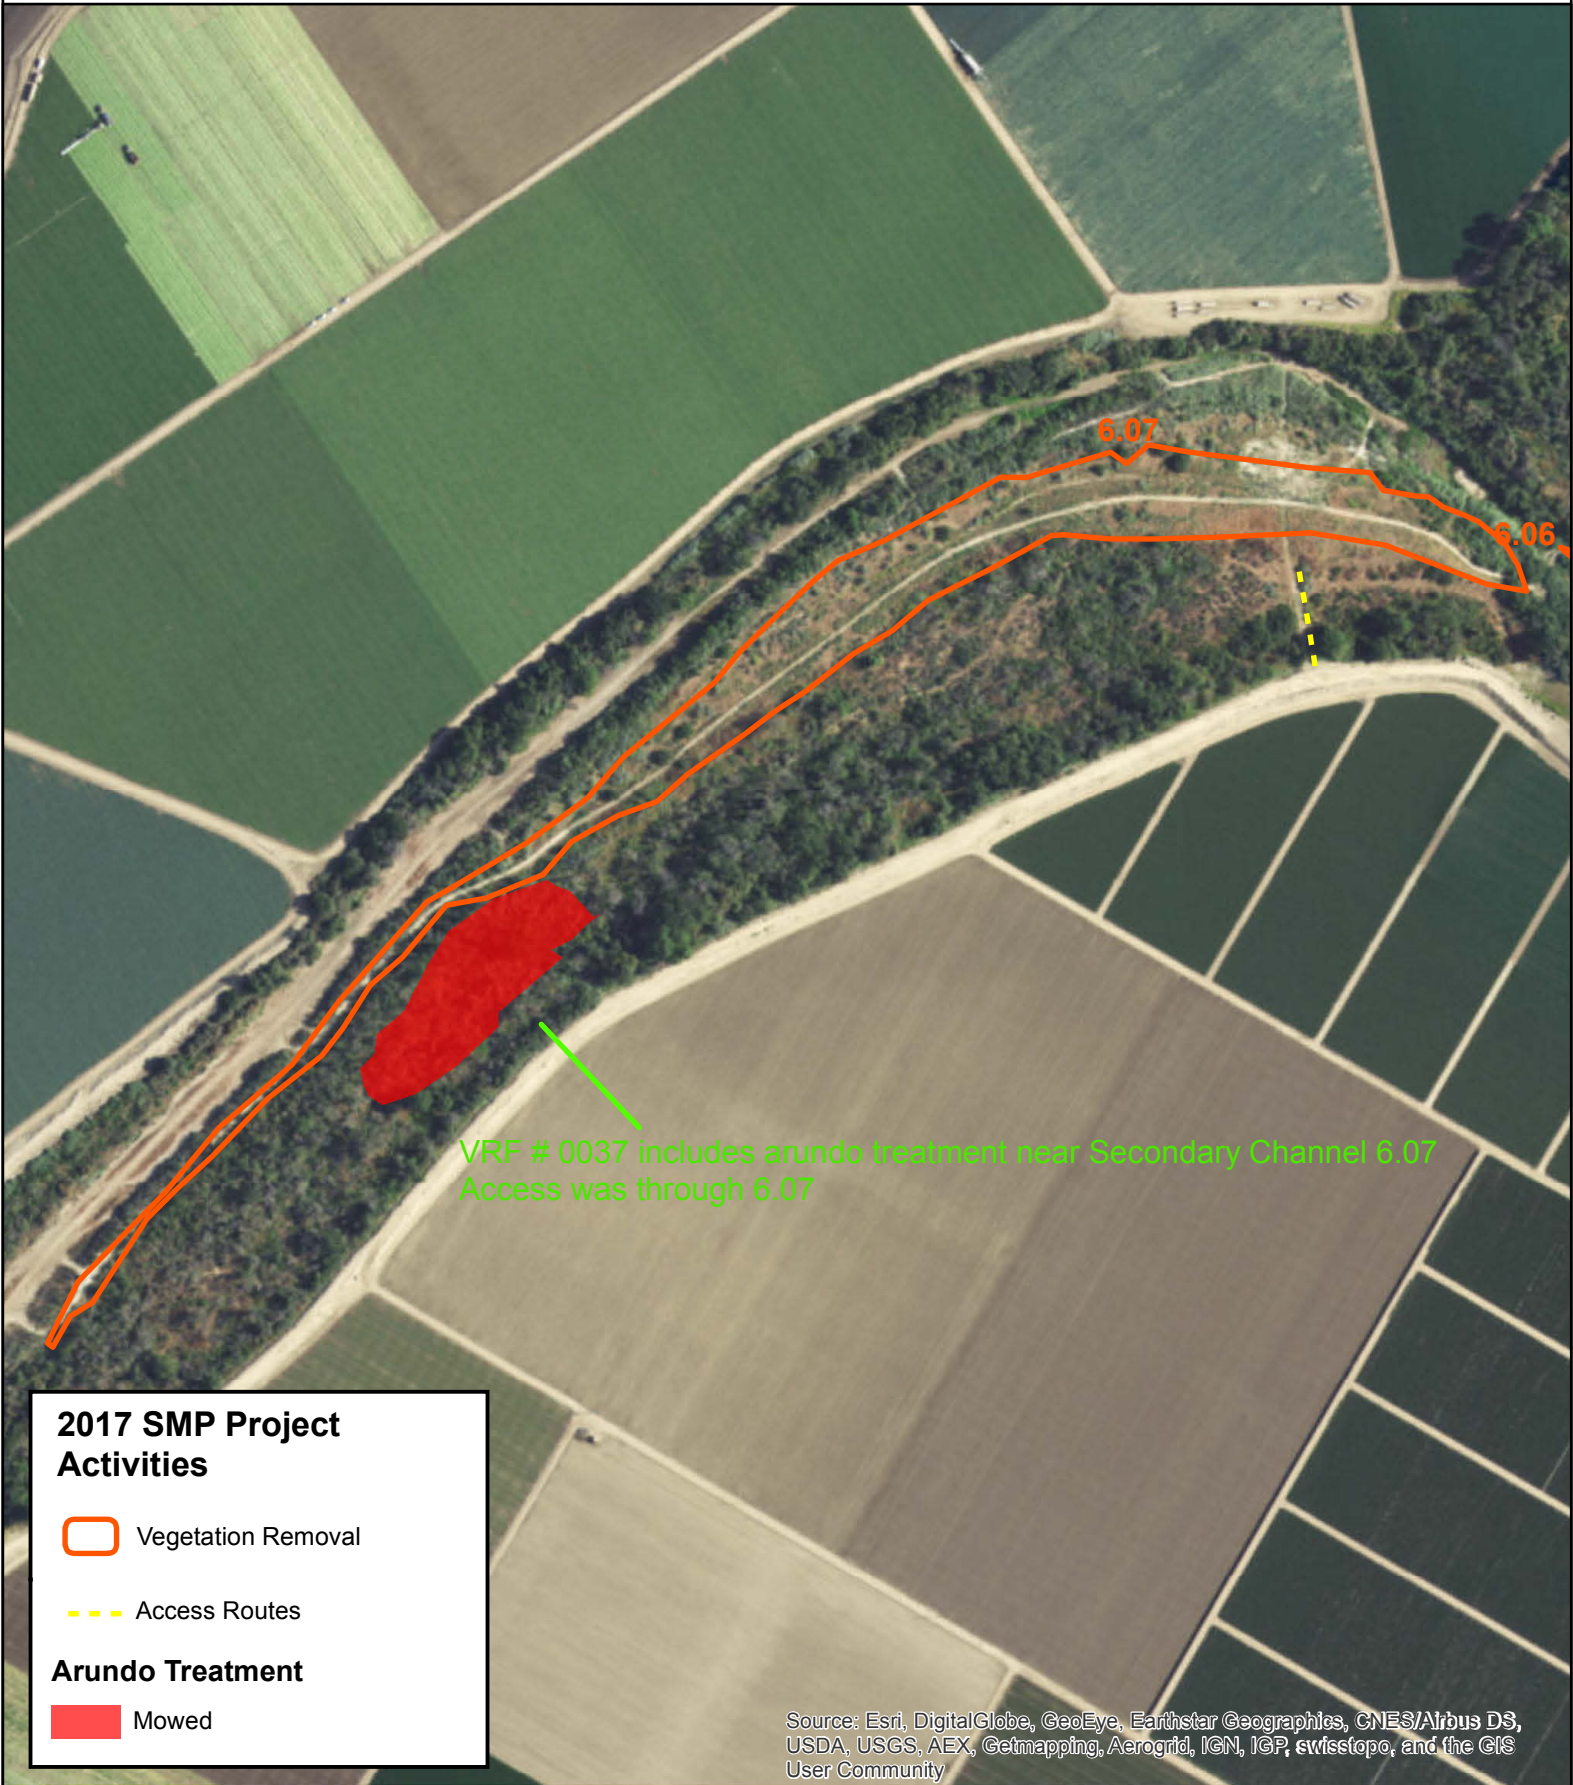 6.07
6.06
VRF # 0037 includes arundo treatment near Secondary Channel 6.07
Access was through 6.07
2017 SMP Project
Activities
Vegetation Removal
Access Routes
Arundo Treatment
Mowed
Source: Esri, DigitalGlobe, GeoEye, Earthstar Geographics, CNES/Airbus DS,
USDA, USGS, AEX, Getmapping, Aerogrid, IGN, IGP, swisstopo, and the GIS
User Community